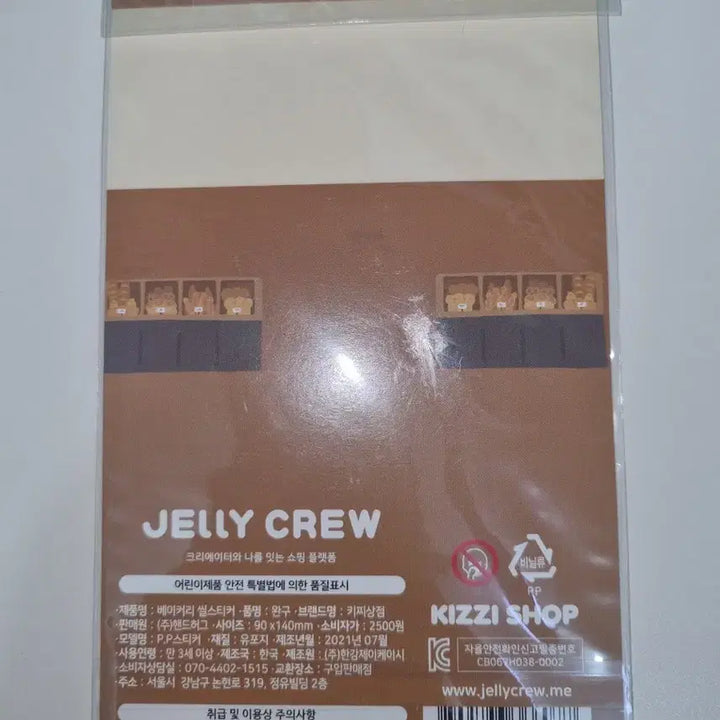 JELLY CREW
크리에이터와 나를 잇는 쇼핑 플랫폼
어린이제품 안전 특별법에 의한 품질표시
·제품명 : 베이커리 씰스티커 ·품명 : 완구 ·브랜드명 : 키찌상점
·판매원 : (주)핸드허그 ·사이즈 : 90 x 140mm ·소비자가 : 2500원
·모델명 : P.P스티커 ·재질 : 유포지 ·제조년월 : 2021년 07월
·사용연령 : 만 3세 이상 ·제조국 : 한국 ·제조원 : (주)한감제이케이시
·소비자상담실 : 070-4402-1515 ·교환장소 : 구입판매점
·주소 : 서울시 강남구 논현로 319, 정유빌딩 2층
취급 및 이용상 주의사항
비닐류
PP
KIZZI SHOP
자율안전확인신고필증번호
CB067H038-0002
www.jellycrew.me